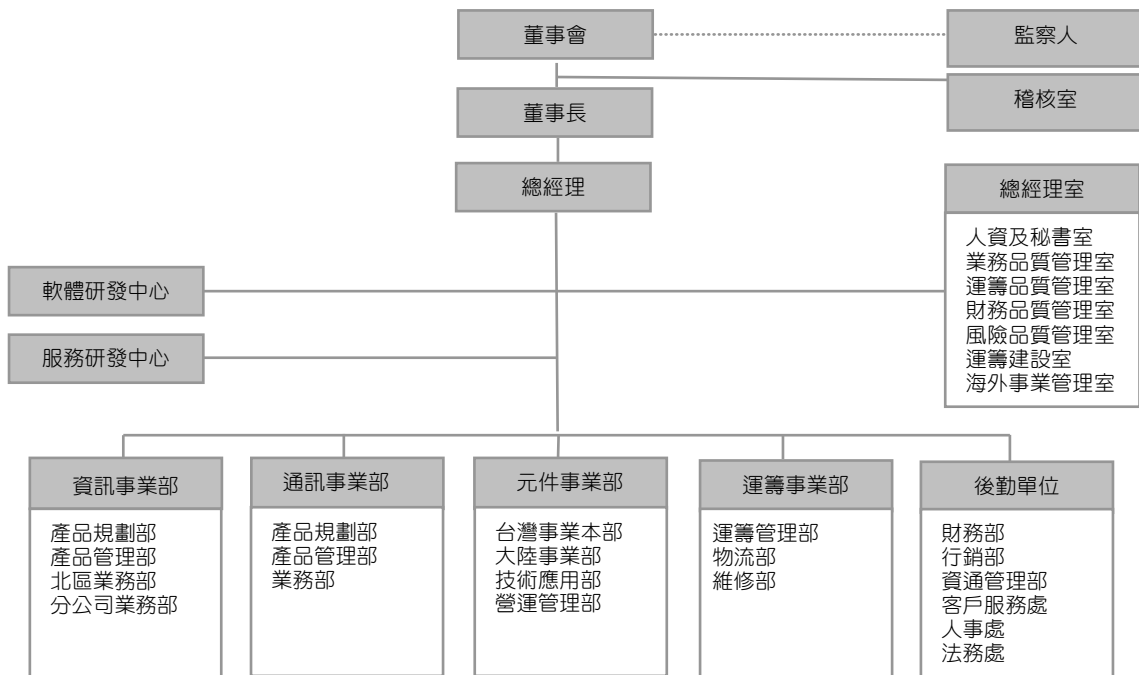 董事會
監察人
稽核室
董事長
總經理
總經理室
人資及秘書室
業務品質管理室
運籌品質管理室
財務品質管理室
風險品質管理室
運籌建設室
海外事業管理室
軟體研發中心
服務研發中心
資訊事業部
產品規劃部
產品管理部
北區業務部
分公司業務部
通訊事業部
產品規劃部
產品管理部
業務部
元件事業部
台灣事業本部
大陸事業部
技術應用部
營運管理部
運籌事業部
運籌管理部
物流部
維修部
後勤單位
財務部
行銷部
資通管理部
客戶服務處
人事處
法務處